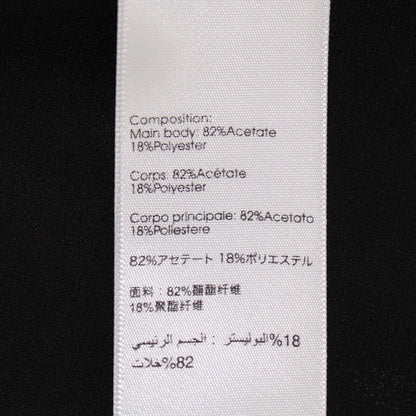 Composition:
Main body: 82%Acetate
18%Polyester
Corps: 82%Acétate
18%Polyester
Corpo principale: 82%Acetato
18%Poliestere
82%アセテート 18%ポリエステル
面料：82%醋酯纤维
18%聚酯纤维
18%البوليستر : الجسم الرئيسي
82%خلات